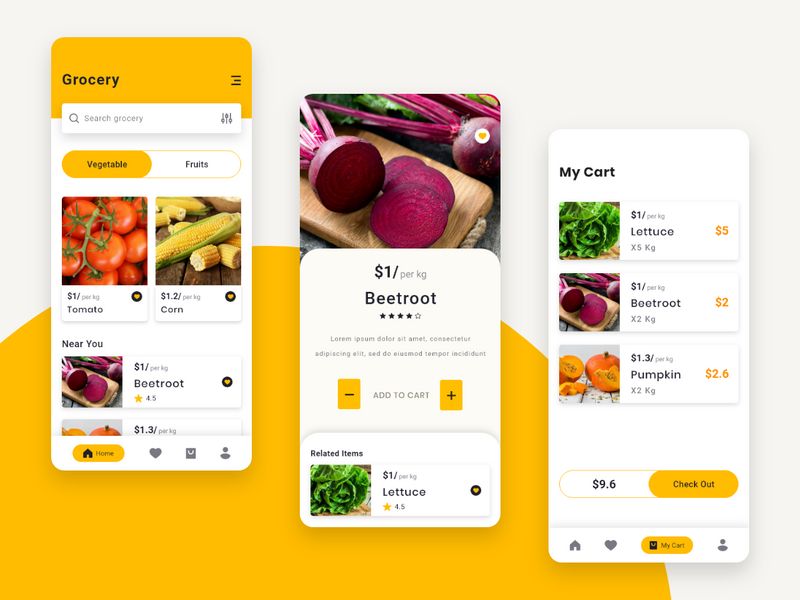 Grocery
Search grocery
Vegetable
Fruits
$1/ per kg
Tomato
$1.2/ per kg
Corn
Near You
$1/ per kg
Beetroot
4.5
$1.3/ per kg
Home
$1/ per kg
Beetroot
Lorem ipsum dolor sit amet, consectetur
adipiscing elit, sed do eiusmod tempor incididunt
− ADD TO CART +
Related Items
$1/ per kg
Lettuce
4.5
My Cart
$1/ per kg
Lettuce
X5 Kg
$5
$1/ per kg
Beetroot
X2 Kg
$2
$1.3/ per kg
Pumpkin
X2 Kg
$2.6
$9.6
Check Out
My Cart